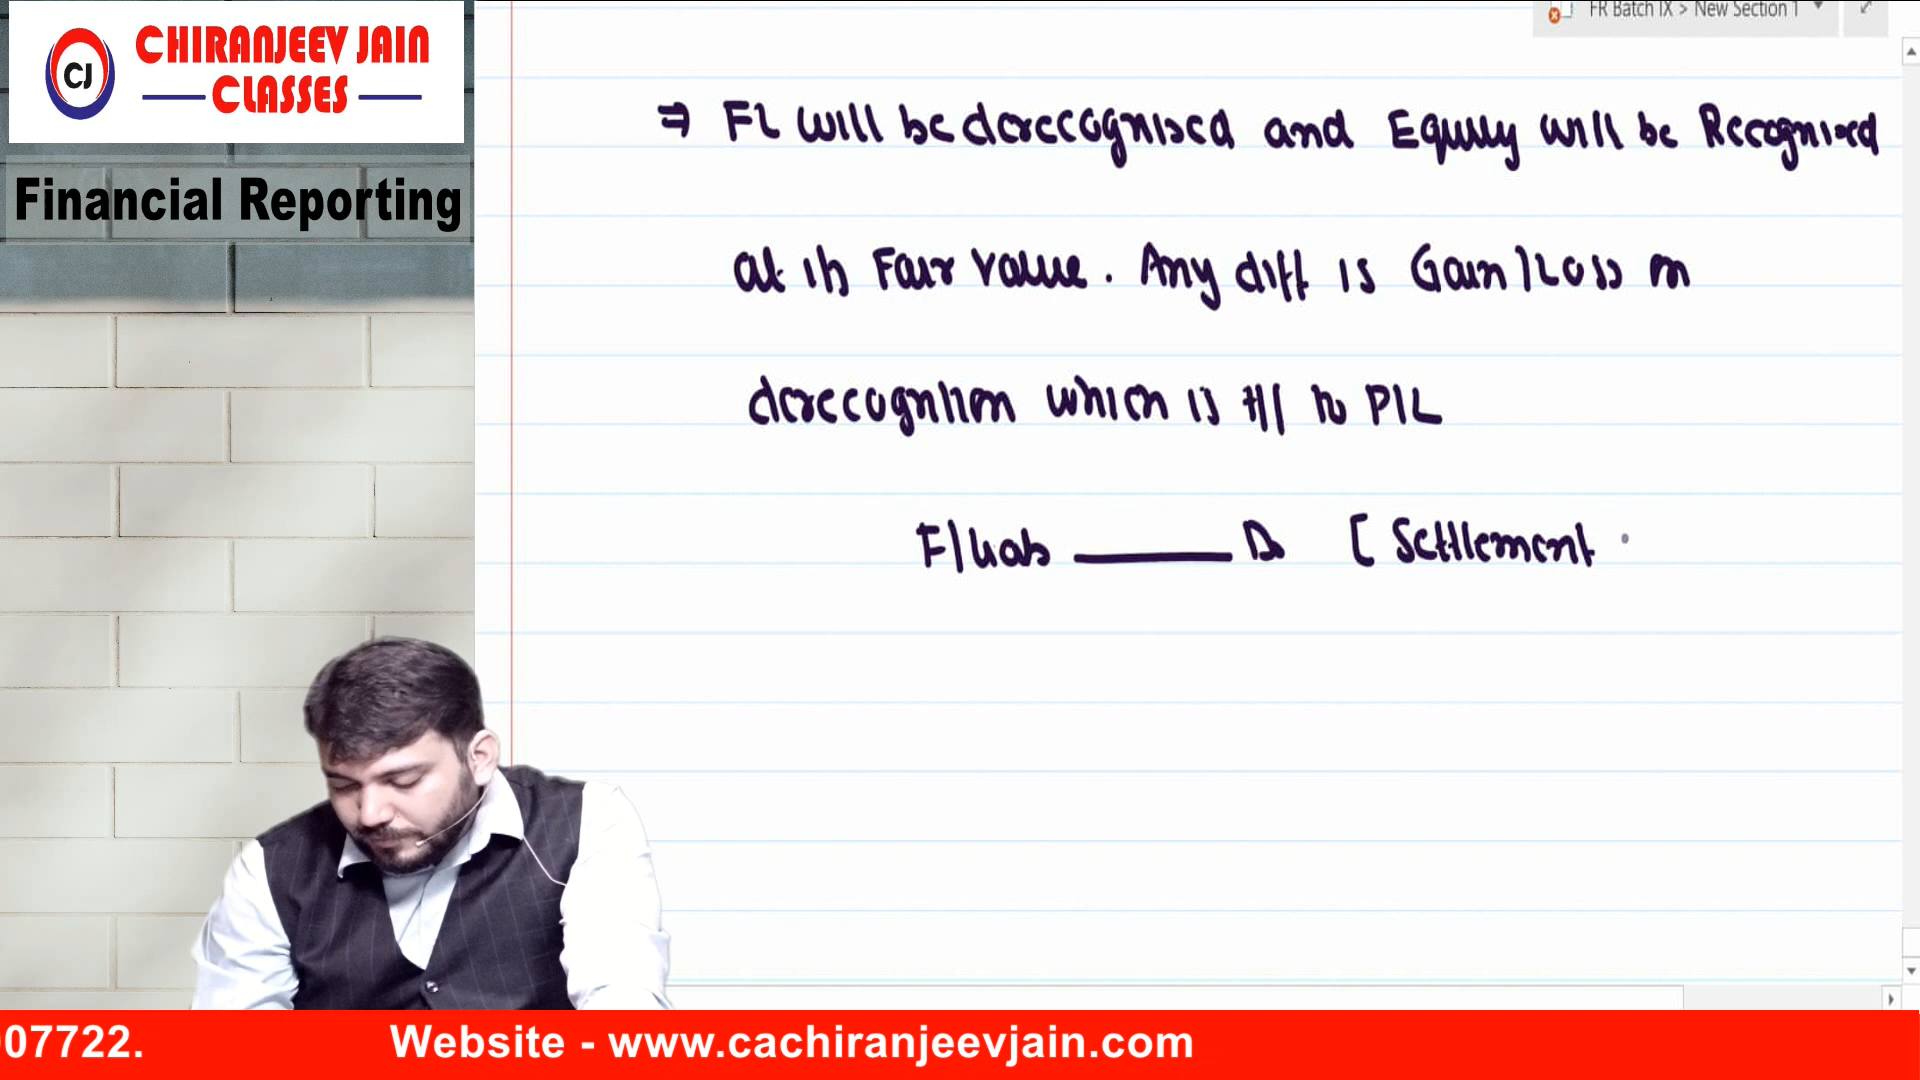 CHIRANJEEV JAIN
CLASSES
CJ
Financial Reporting
FR Batch IX > New Section 1
⇒ FL will be derecognised and Equity will be Recognised
at its Fair Value. Any diff is Gain/Loss on
derecognition which is t/f to P/L
F/Liab ——— Dr [ Settlement
07722.
Website - www.cachiranjeevjain.com